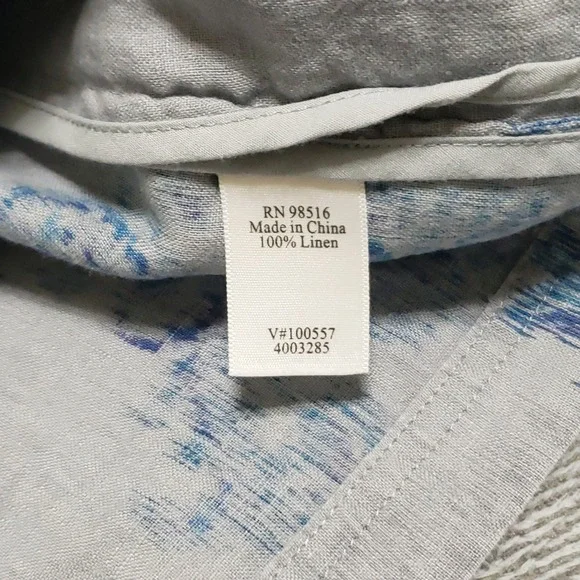 RN 98516
Made in China
100% Linen
V#100557
4003285